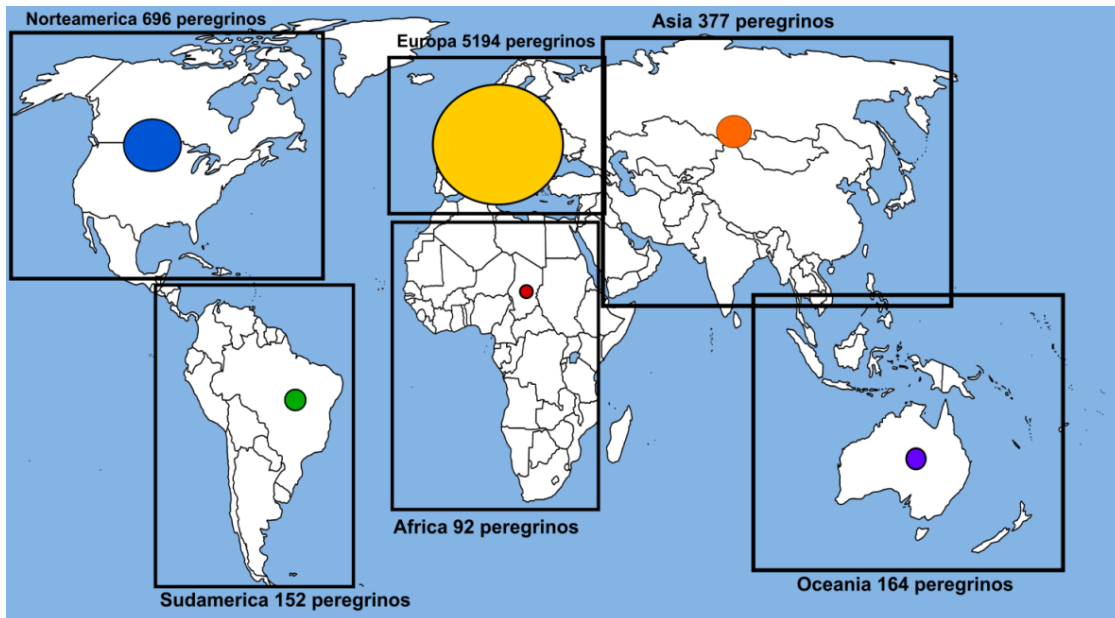 Norteamerica 696 peregrinos
Asia 377 peregrinos
Europa 5194 peregrinos
Africa 92 peregrinos
Oceania 164 peregrinos
Sudamerica 152 peregrinos